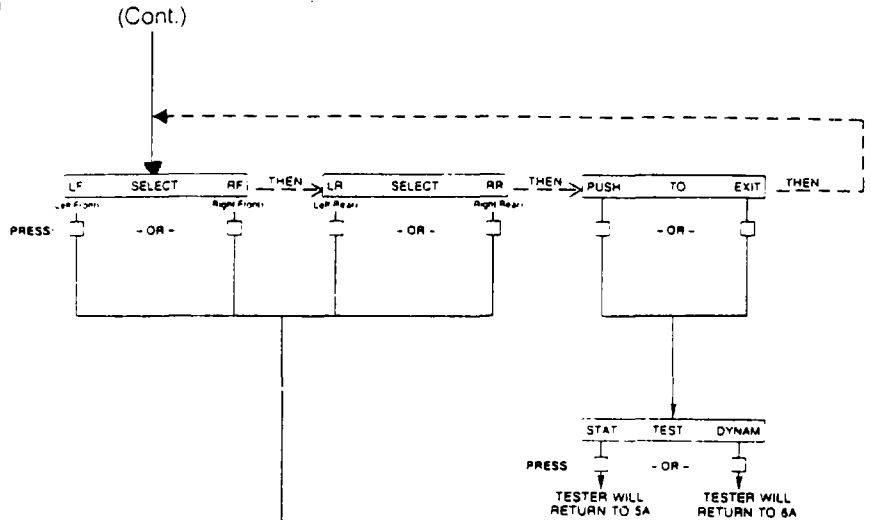 (Cont.)
LF SELECT RF THEN LR SELECT RR THEN PUSH TO EXIT THEN
(Left Front) (Right Front) (Left Rear) (Right Rear)
PRESS: - OR - - OR - - OR -
STAT TEST DYNAM
PRESS - OR -
TESTER WILL RETURN TO 5A
TESTER WILL RETURN TO 6A